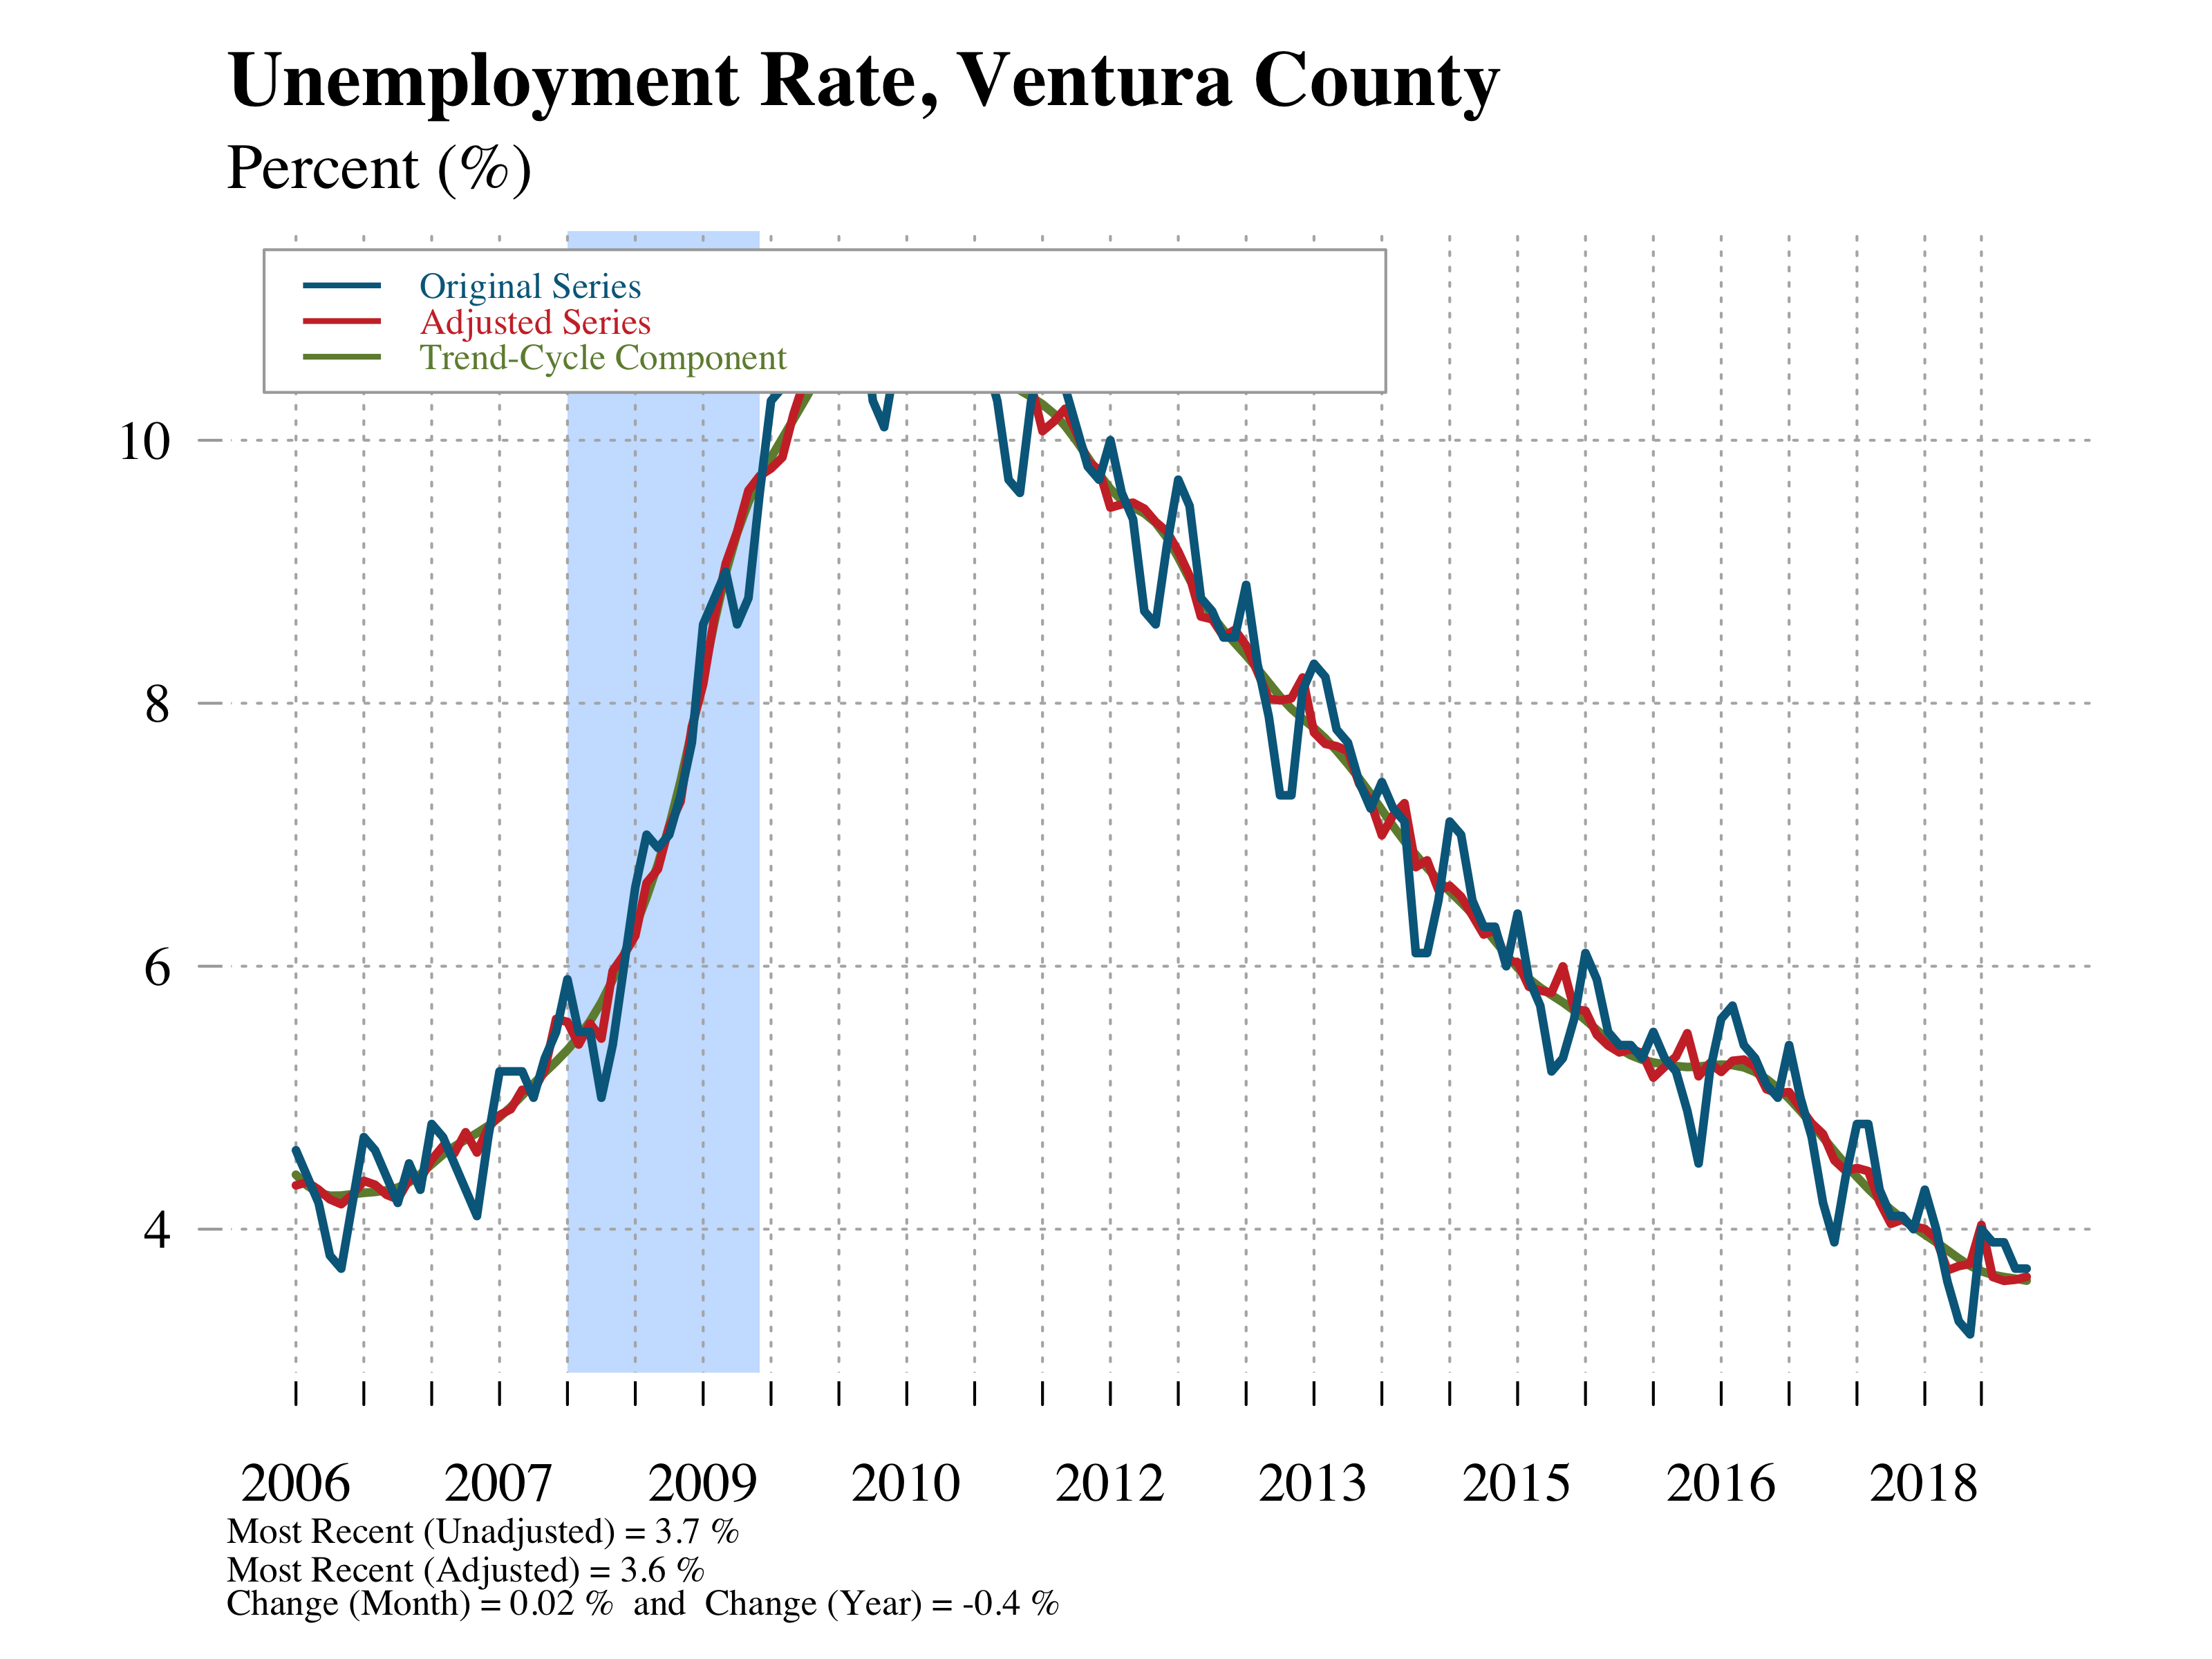 Unemployment Rate, Ventura County
Percent (%)
Original Series
Adjusted Series
Trend-Cycle Component
10
8
6
4
2006 2007 2009 2010 2012 2013 2015 2016 2018
Most Recent (Unadjusted) = 3.7 %
Most Recent (Adjusted) = 3.6 %
Change (Month) = 0.02 % and Change (Year) = -0.4 %